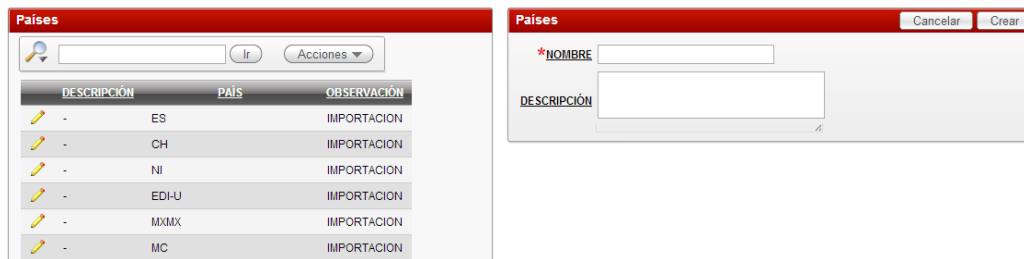 Países
Ir
Acciones
DESCRIPCIÓN PAÍS OBSERVACIÓN
- ES IMPORTACION
- CH IMPORTACION
- NI IMPORTACION
- EDI-U IMPORTACION
- MXMX IMPORTACION
- MC IMPORTACION
Países
Cancelar
Crear
*NOMBRE
DESCRIPCIÓN